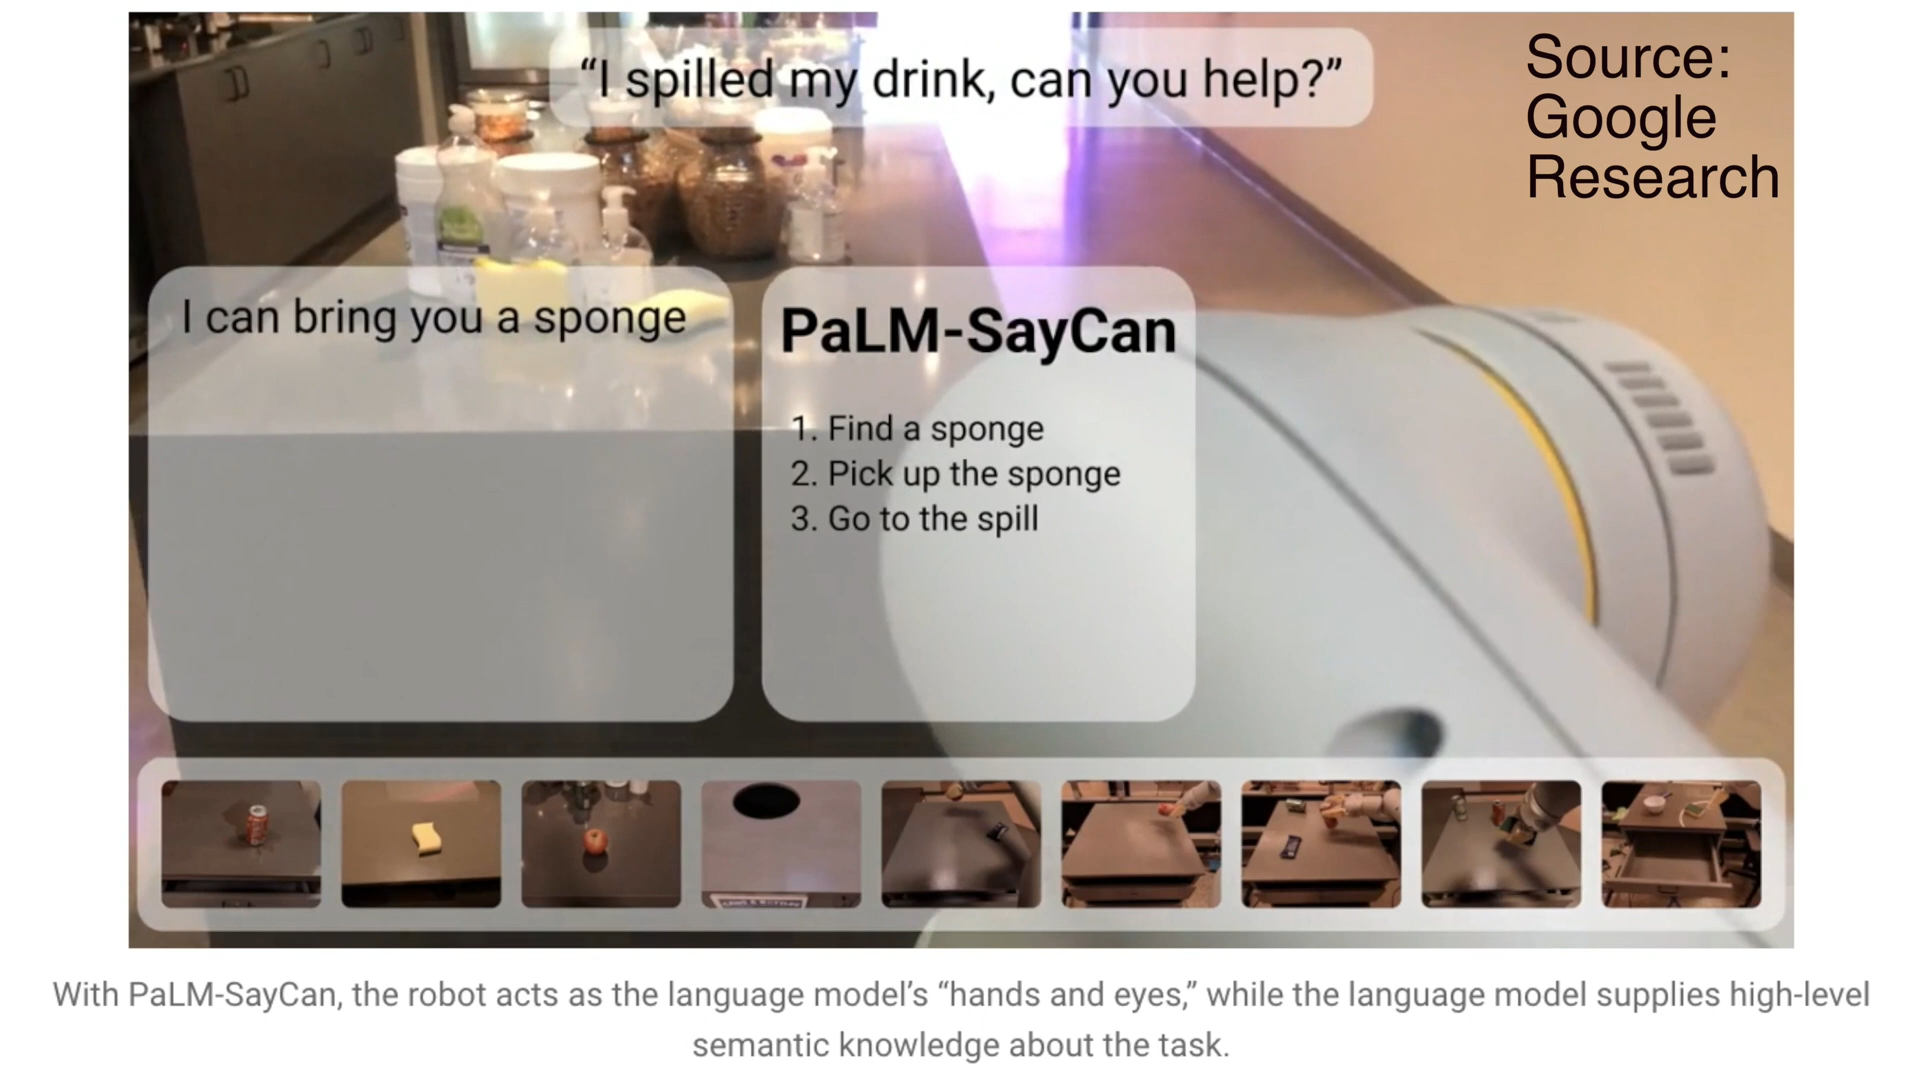 “I spilled my drink, can you help?”
Source:
Google
Research
I can bring you a sponge
PaLM-SayCan
1. Find a sponge
2. Pick up the sponge
3. Go to the spill
With PaLM-SayCan, the robot acts as the language model’s “hands and eyes,” while the language model supplies high-level
semantic knowledge about the task.